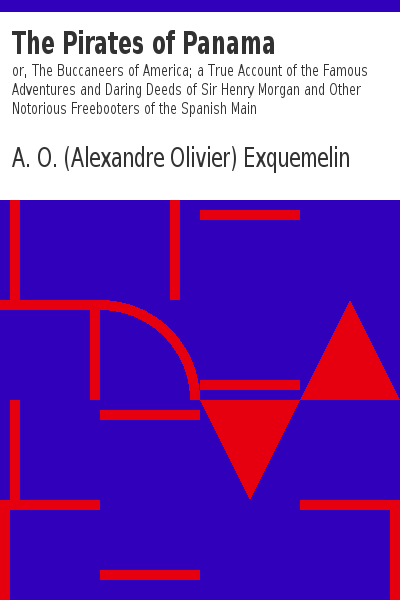 The Pirates of Panama
or, The Buccaneers of America; a True Account of the Famous
Adventures and Daring Deeds of Sir Henry Morgan and Other
Notorious Freebooters of the Spanish Main
A. O. (Alexandre Olivier) Exquemelin